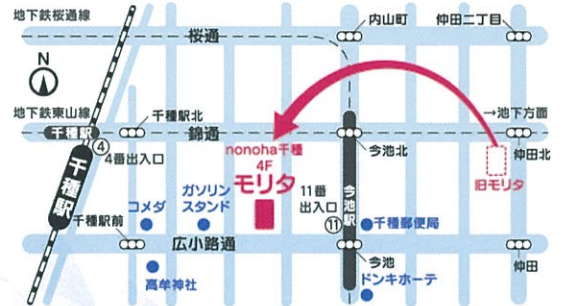 地下鉄桜通線
内山町
仲田二丁目
桜通
N
地下鉄東山線
千種駅北
→池下方面
千種駅
錦通
④
4番出入口
nonoha千種
4F
モリタ
今池北
仲田北
旧モリタ
千種駅
コメダ
ガソリン
スタンド
11番
出入口
⑪
今池駅
千種郵便局
千種駅前
広小路通
今池
仲田
高牟神社
ドンキホーテ